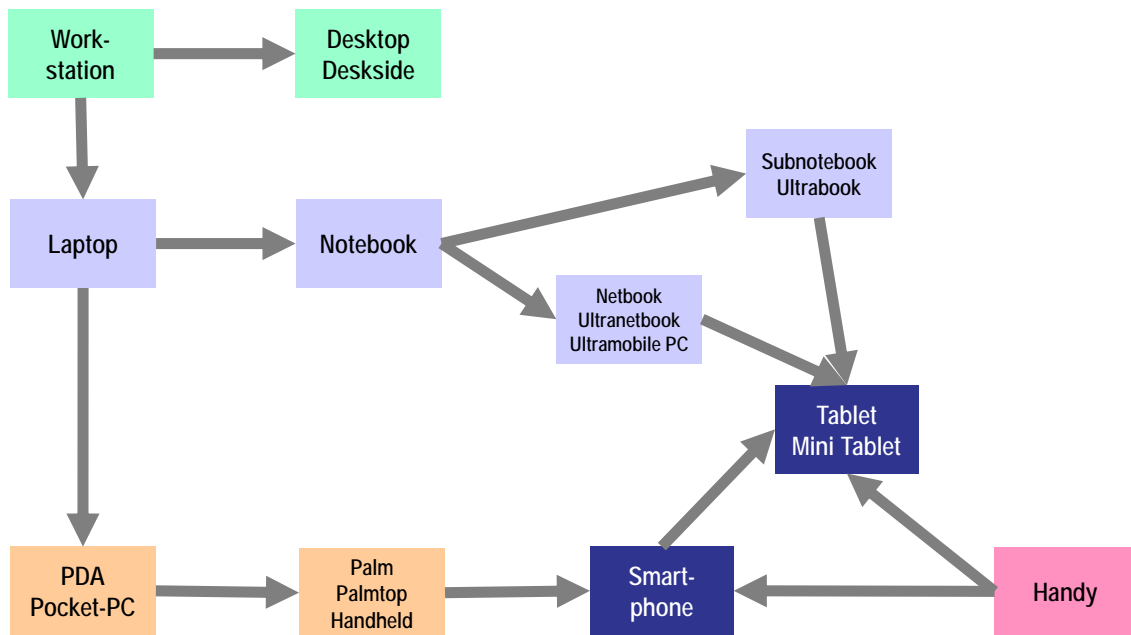 Work-
station
Desktop
Deskside
Subnotebook
Ultrabook
Laptop
Notebook
Netbook
Ultranetbook
Ultramobile PC
Tablet
Mini Tablet
PDA
Pocket-PC
Palm
Palmtop
Handheld
Smart-
phone
Handy